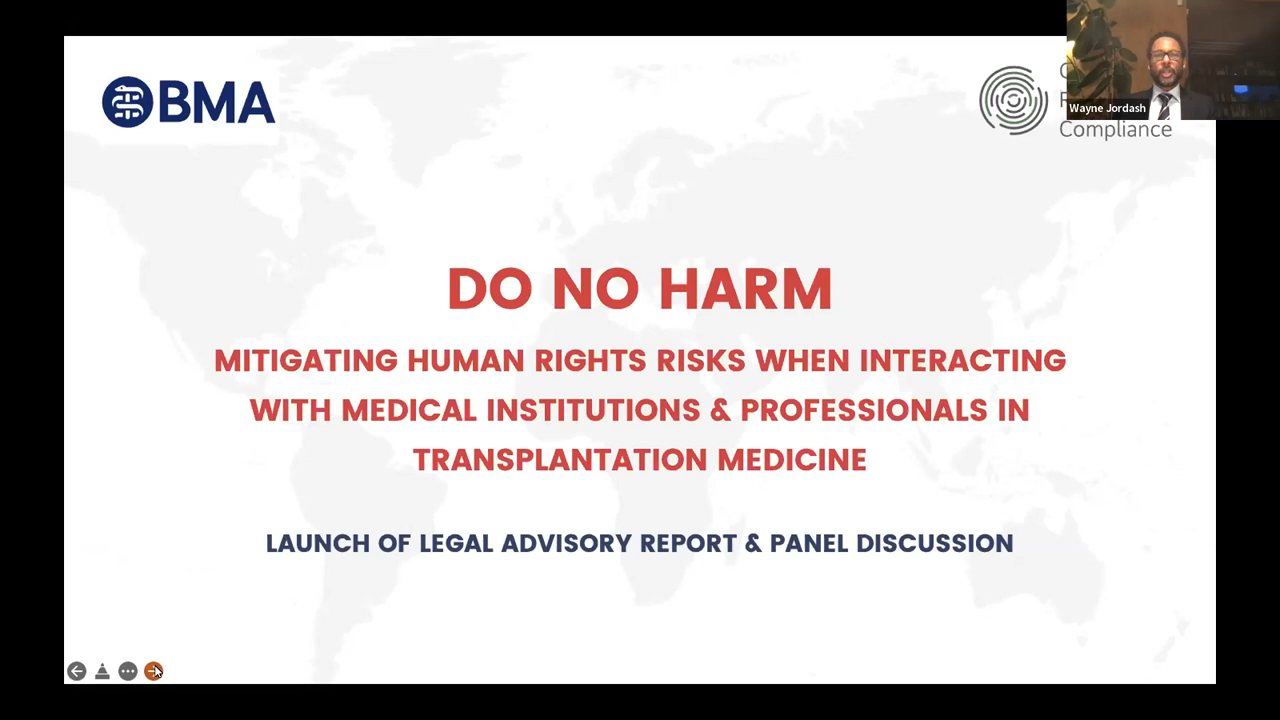 BMA
Wayne Jordash
Compliance
DO NO HARM
MITIGATING HUMAN RIGHTS RISKS WHEN INTERACTING
WITH MEDICAL INSTITUTIONS & PROFESSIONALS IN
TRANSPLANTATION MEDICINE
LAUNCH OF LEGAL ADVISORY REPORT & PANEL DISCUSSION